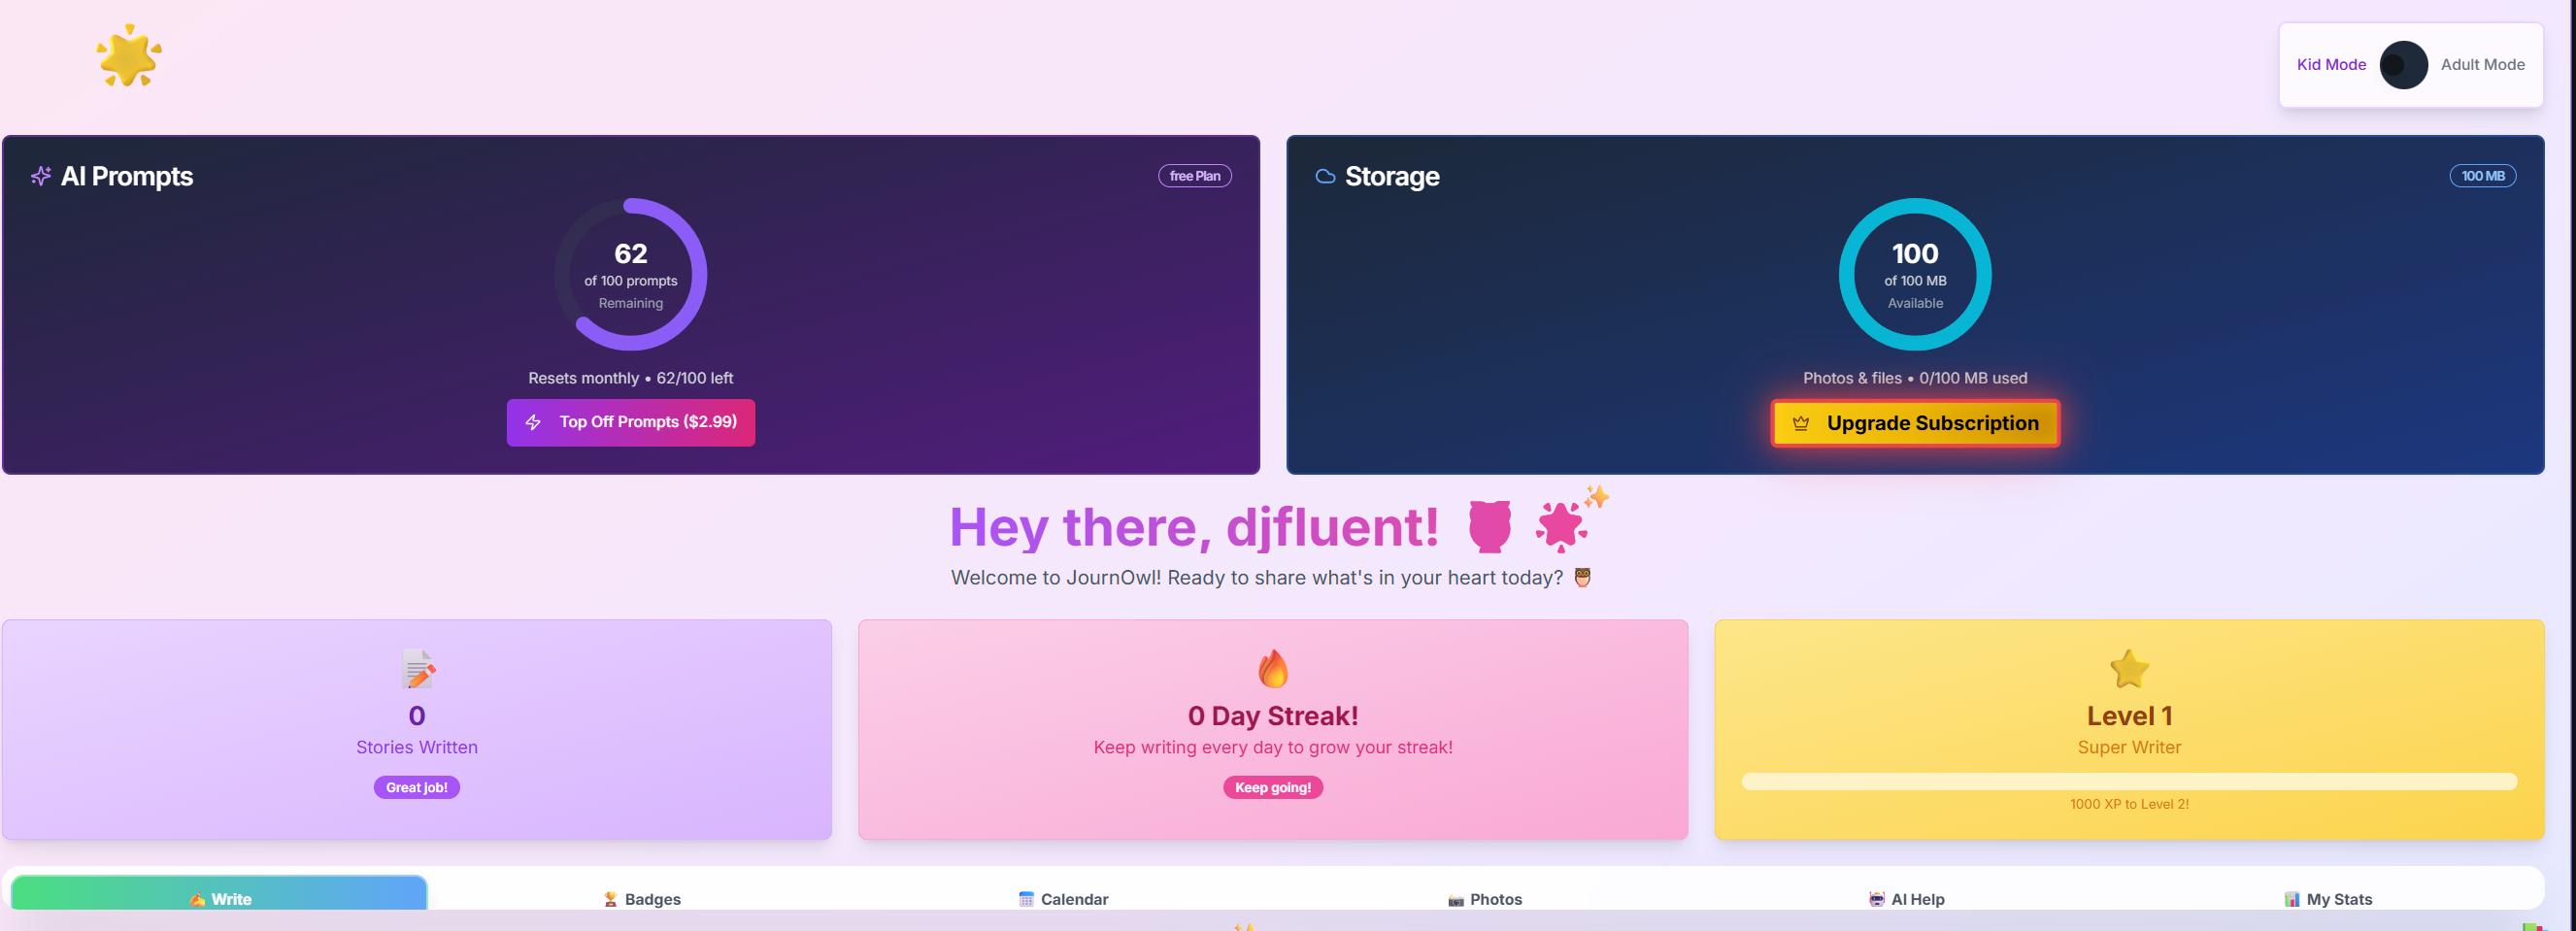 Kid Mode
Adult Mode
AI Prompts
free Plan
62
of 100 prompts
Remaining
Resets monthly • 62/100 left
Top Off Prompts ($2.99)
Storage
100 MB
100
of 100 MB
Available
Photos & files • 0/100 MB used
Upgrade Subscription
Hey there, djfluent!
Welcome to JournOwl! Ready to share what's in your heart today?
0
Stories Written
Great job!
0 Day Streak!
Keep writing every day to grow your streak!
Keep going!
Level 1
Super Writer
1000 XP to Level 2!
Write
Badges
Calendar
Photos
AI Help
My Stats